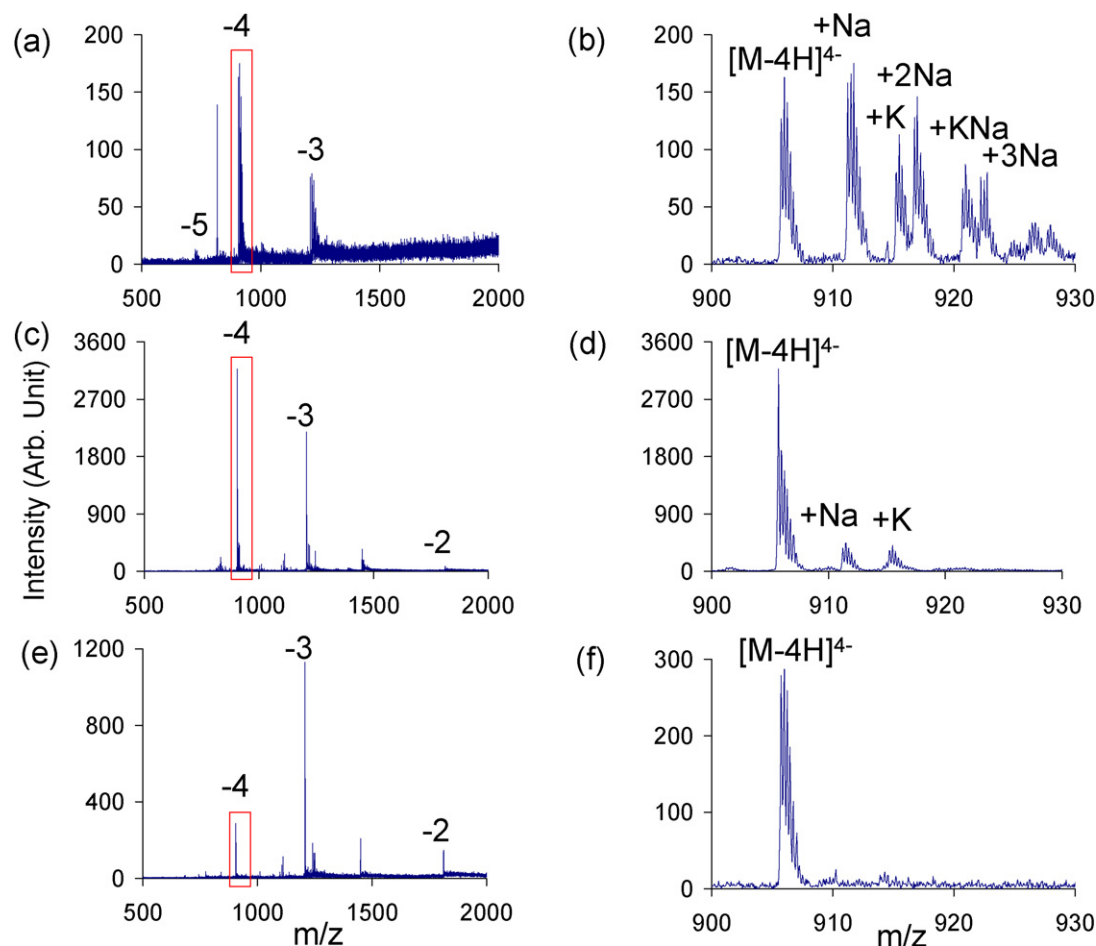 (a)
-4
200
150
100
50
0
-5
-3
500 1000 1500 2000
(b)
+Na
[M-4H]4-
+2Na
+K
+KNa
+3Na
200
150
100
50
0
900 910 920 930
Intensity (Arb. Unit)
(c)
-4
3600
2700
1800
900
0
-3
-2
500 1000 1500 2000
(d)
[M-4H]4-
3600
2700
1800
900
0
+Na +K
900 910 920 930
(e)
-3
1200
800
400
0
-4
-2
500 1000 1500 2000
m/z
(f)
[M-4H]4-
300
200
100
0
900 910 920 930
m/z